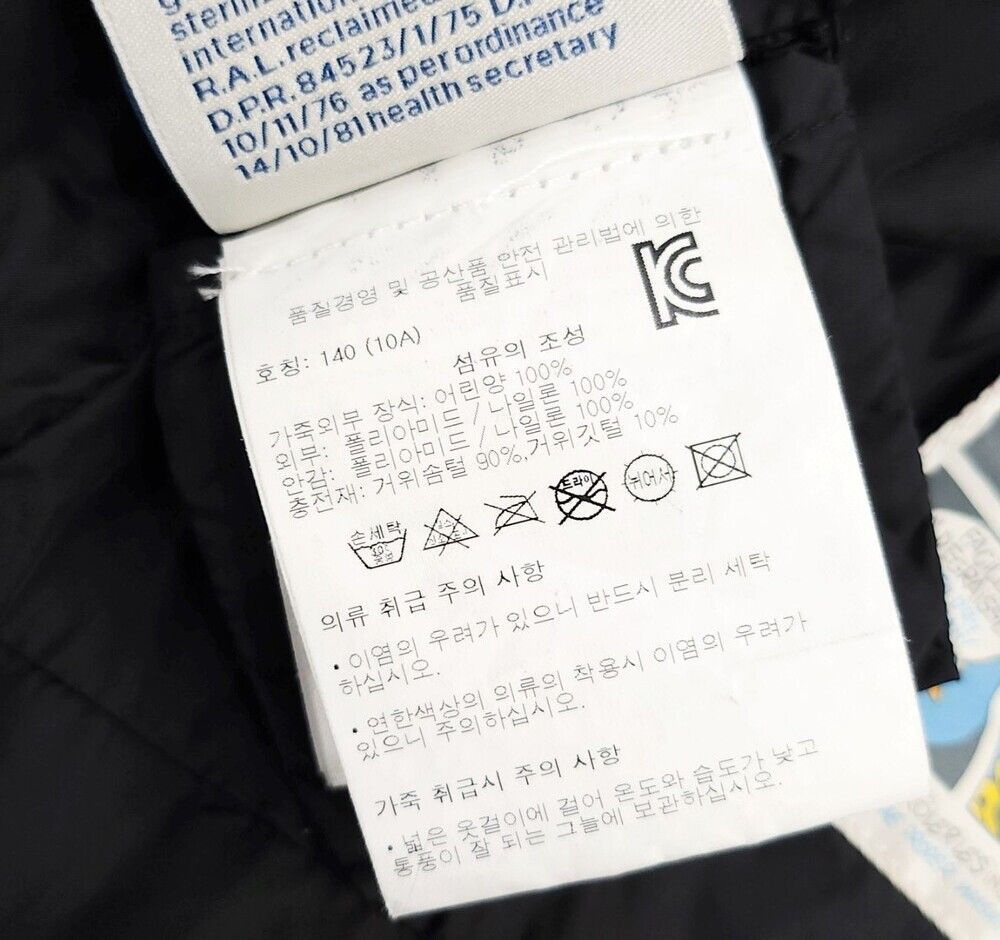 internation
R.A.L. reclaimed
D.P.R. 84523/1/75 D.P.
10/11/76 as per ordinance
14/10/81 health secretary
품질경영 및 공산품 안전 관리법에 의한
품질표시
호칭: 140 (10A)
섬유의 조성
가죽외부 장식: 어린양 100%
외부: 폴리아미드 / 나일론 100%
안감: 폴리아미드 / 나일론 100%
충전재: 거위솜털 90%,거위깃털 10%
손세탁
드라이
뉘어서
의류 취급 주의 사항
· 이염의 우려가 있으니 반드시 분리 세탁
하십시오.
· 연한색상의 의류의 착용시 이염의 우려가
있으니 주의하십시오.
가죽 취급시 주의 사항
· 넓은 옷걸이에 걸어 온도와 습도가 낮고
통풍이 잘 되는 그늘에 보관하십시오.